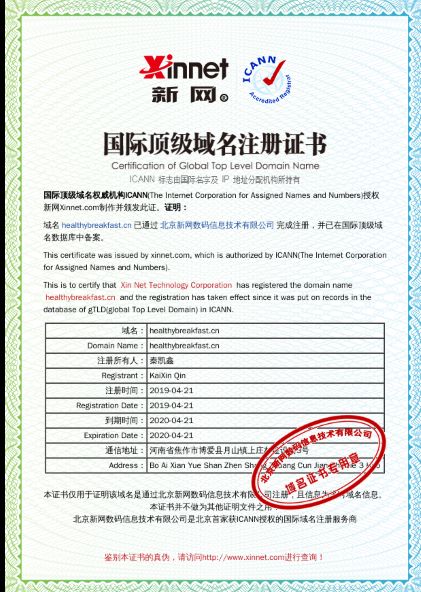 Xinnet
新网®
ICANN
Accredited Registrar
国际顶级域名注册证书
Certification of Global Top Level Domain Name
ICANN 标志由国际名字及 IP 地址分配机构所持有
国际顶级域名权威机构ICANN(The Internet Corporation for Assigned Names and Numbers)授权
新网Xinnet.com制作并颁发此证。证明：
域名 healthybreakfast.cn 已通过 北京新网数码信息技术有限公司 完成注册，并已在国际顶级域
名数据库中备案。
This certificate was issued by xinnet.com, which is authorized by ICANN(The Internet Corporation
for Assigned Names and Numbers).
This is to certify that Xin Net Technology Corporation has registered the domain name
healthybreakfast.cn and the registration has taken effect since it was put on records in the
database of gTLD(global Top Level Domain) in ICANN.
域名： healthybreakfast.cn
Domain Name： healthybreakfast.cn
注册所有人： 秦凯鑫
Registrant： KaiXin Qin
注册时间： 2019-04-21
Registration Date： 2019-04-21
到期时间： 2020-04-21
Expiration Date： 2020-04-21
通信地址： 河南省焦作市博爱县月山镇上庄
Address： Bo Ai Xian Yue Shan Zhen Cun Jian
北京新网数码信息技术有限公司
域名证书专用章
本证书仅用于证明该域名是通过北京新网数码信息技术有限公司注册，且信息为 域名信息。
本证书并不做为其他证明文件之用
北京新网数码信息技术有限公司是北京首家获ICANN授权的国际域名注册服务商
鉴别本证书的真伪，请访问http://www.xinnet.com进行查询！